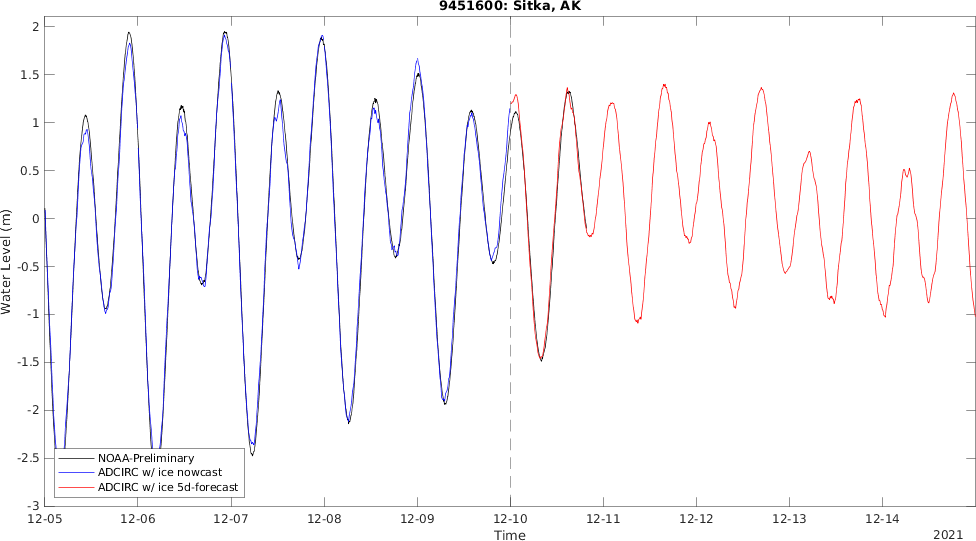 9451600: Sitka, AK
Water Level (m)
2
1.5
1
0.5
0
-0.5
-1
-1.5
-2
-2.5
-3
NOAA-Preliminary
ADCIRC w/ ice nowcast
ADCIRC w/ ice 5d-forecast
12-05 12-06 12-07 12-08 12-09 12-10 12-11 12-12 12-13 12-14
Time
2021